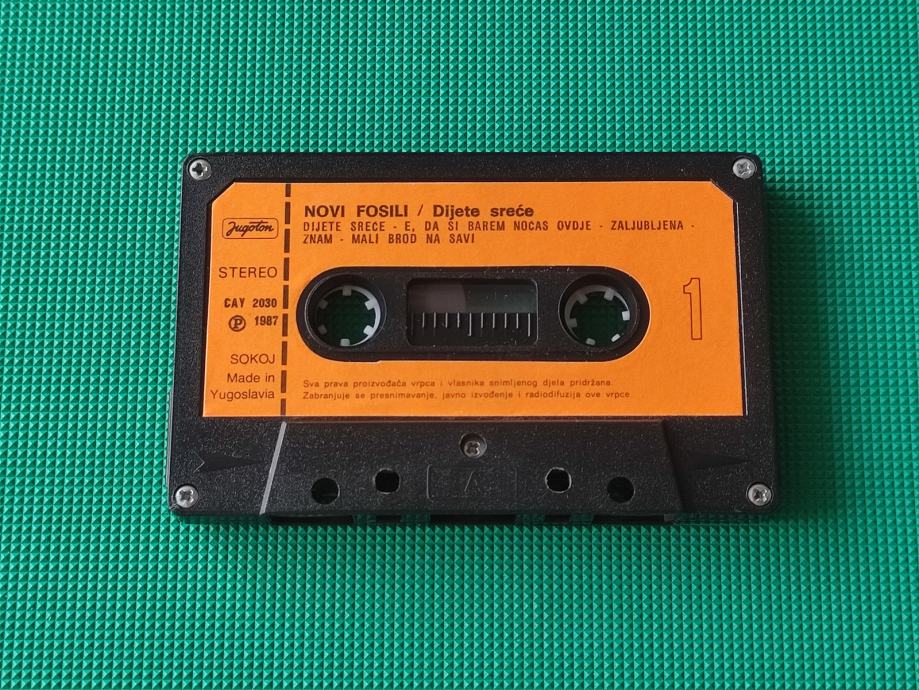 Jugoton
STEREO
CAY 2030
℗ 1987
SOKOJ
Made in
Yugoslavia
NOVI FOSILI / Dijete sreće
DIJETE SREĆE - E, DA SI BAREM NOĆAS OVDJE - ZALJUBLJENA -
ZNAM - MALI BROD NA SAVI
1
Sva prava proizvođača vrpca i vlasnika snimljenog djela pridržana.
Zabranjuje se presnimavanje, javno izvođenje i radiodifuzija ove vrpce.
A